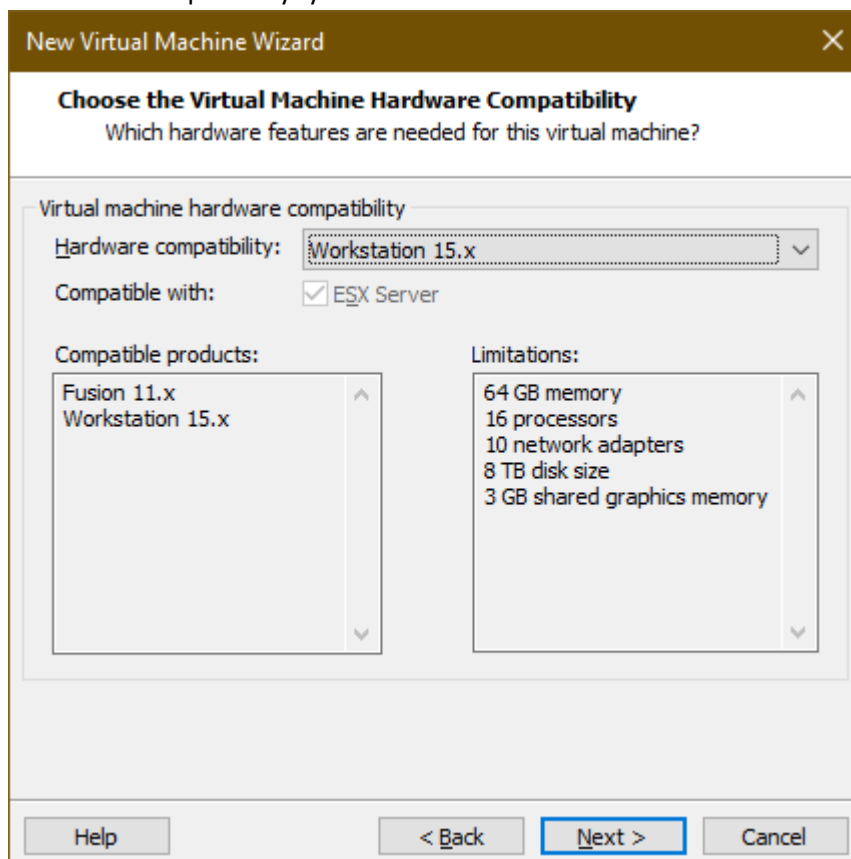 New Virtual Machine Wizard
Choose the Virtual Machine Hardware Compatibility
Which hardware features are needed for this virtual machine?
Virtual machine hardware compatibility
Hardware compatibility: Workstation 15.x
Compatible with: ESX Server
Compatible products:
Fusion 11.x
Workstation 15.x
Limitations:
64 GB memory
16 processors
10 network adapters
8 TB disk size
3 GB shared graphics memory
Help < Back Next > Cancel